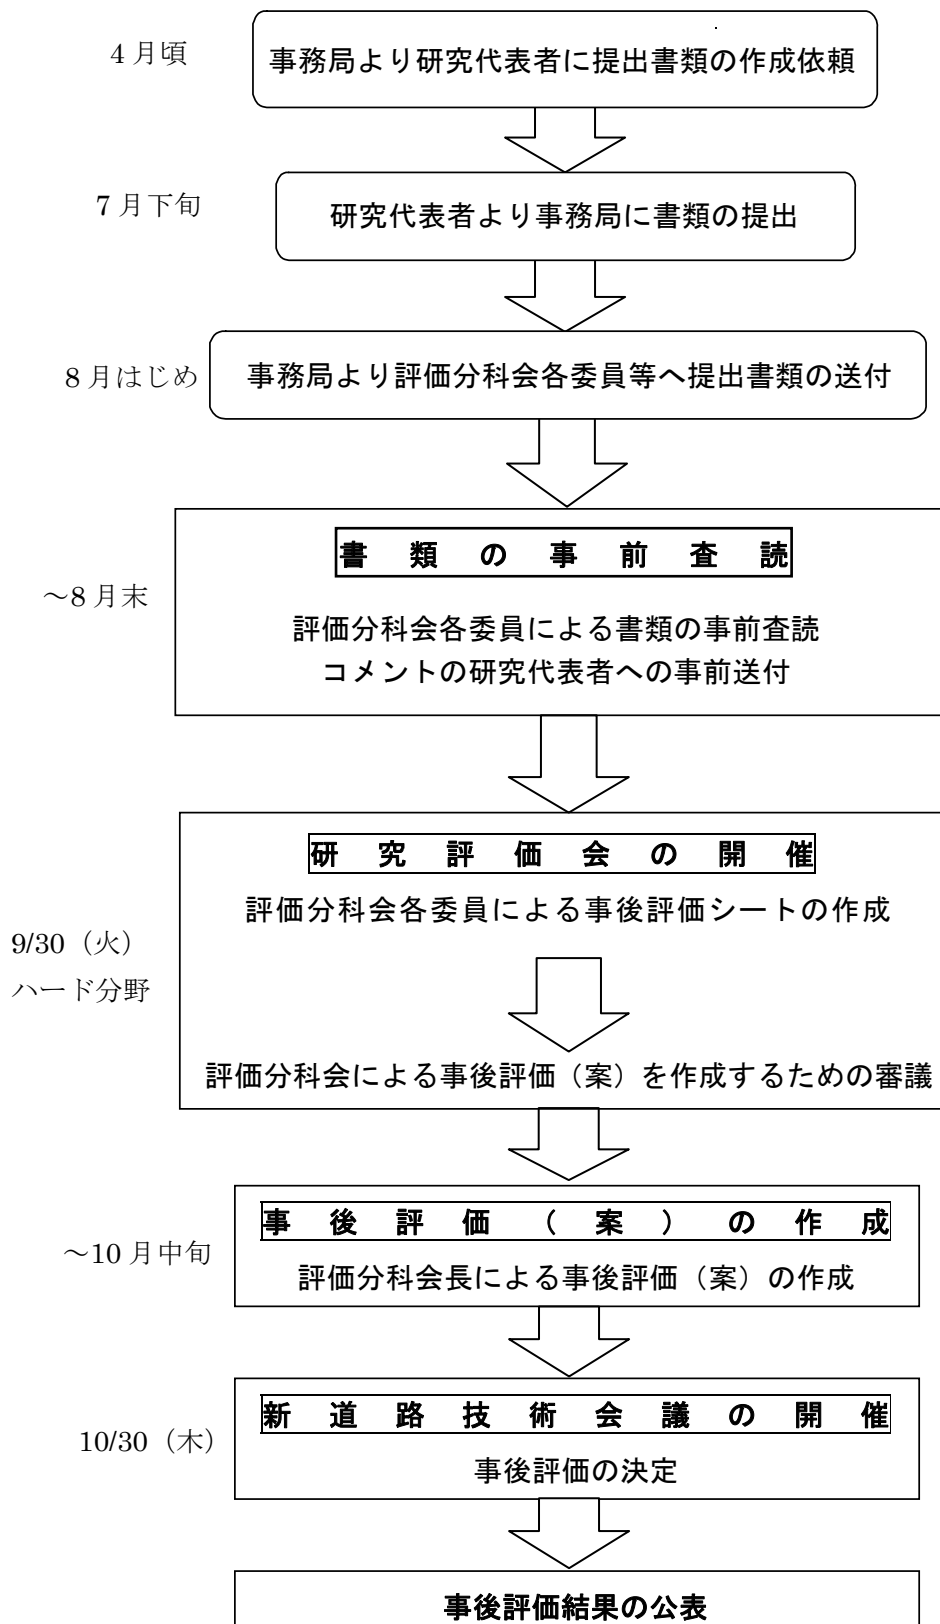 4月頃
事務局より研究代表者に提出書類の作成依頼
7月下旬
研究代表者より事務局に書類の提出
8月はじめ
事務局より評価分科会各委員等へ提出書類の送付
書類の事前査読
～8月末
評価分科会各委員による書類の事前査読
コメントの研究代表者への事前送付
研究評価会の開催
評価分科会各委員による事後評価シートの作成
9/30（火）
ハード分野
評価分科会による事後評価（案）を作成するための審議
事後評価（案）の作成
～10月中旬
評価分科会長による事後評価（案）の作成
新道路技術会議の開催
10/30（木）
事後評価の決定
事後評価結果の公表